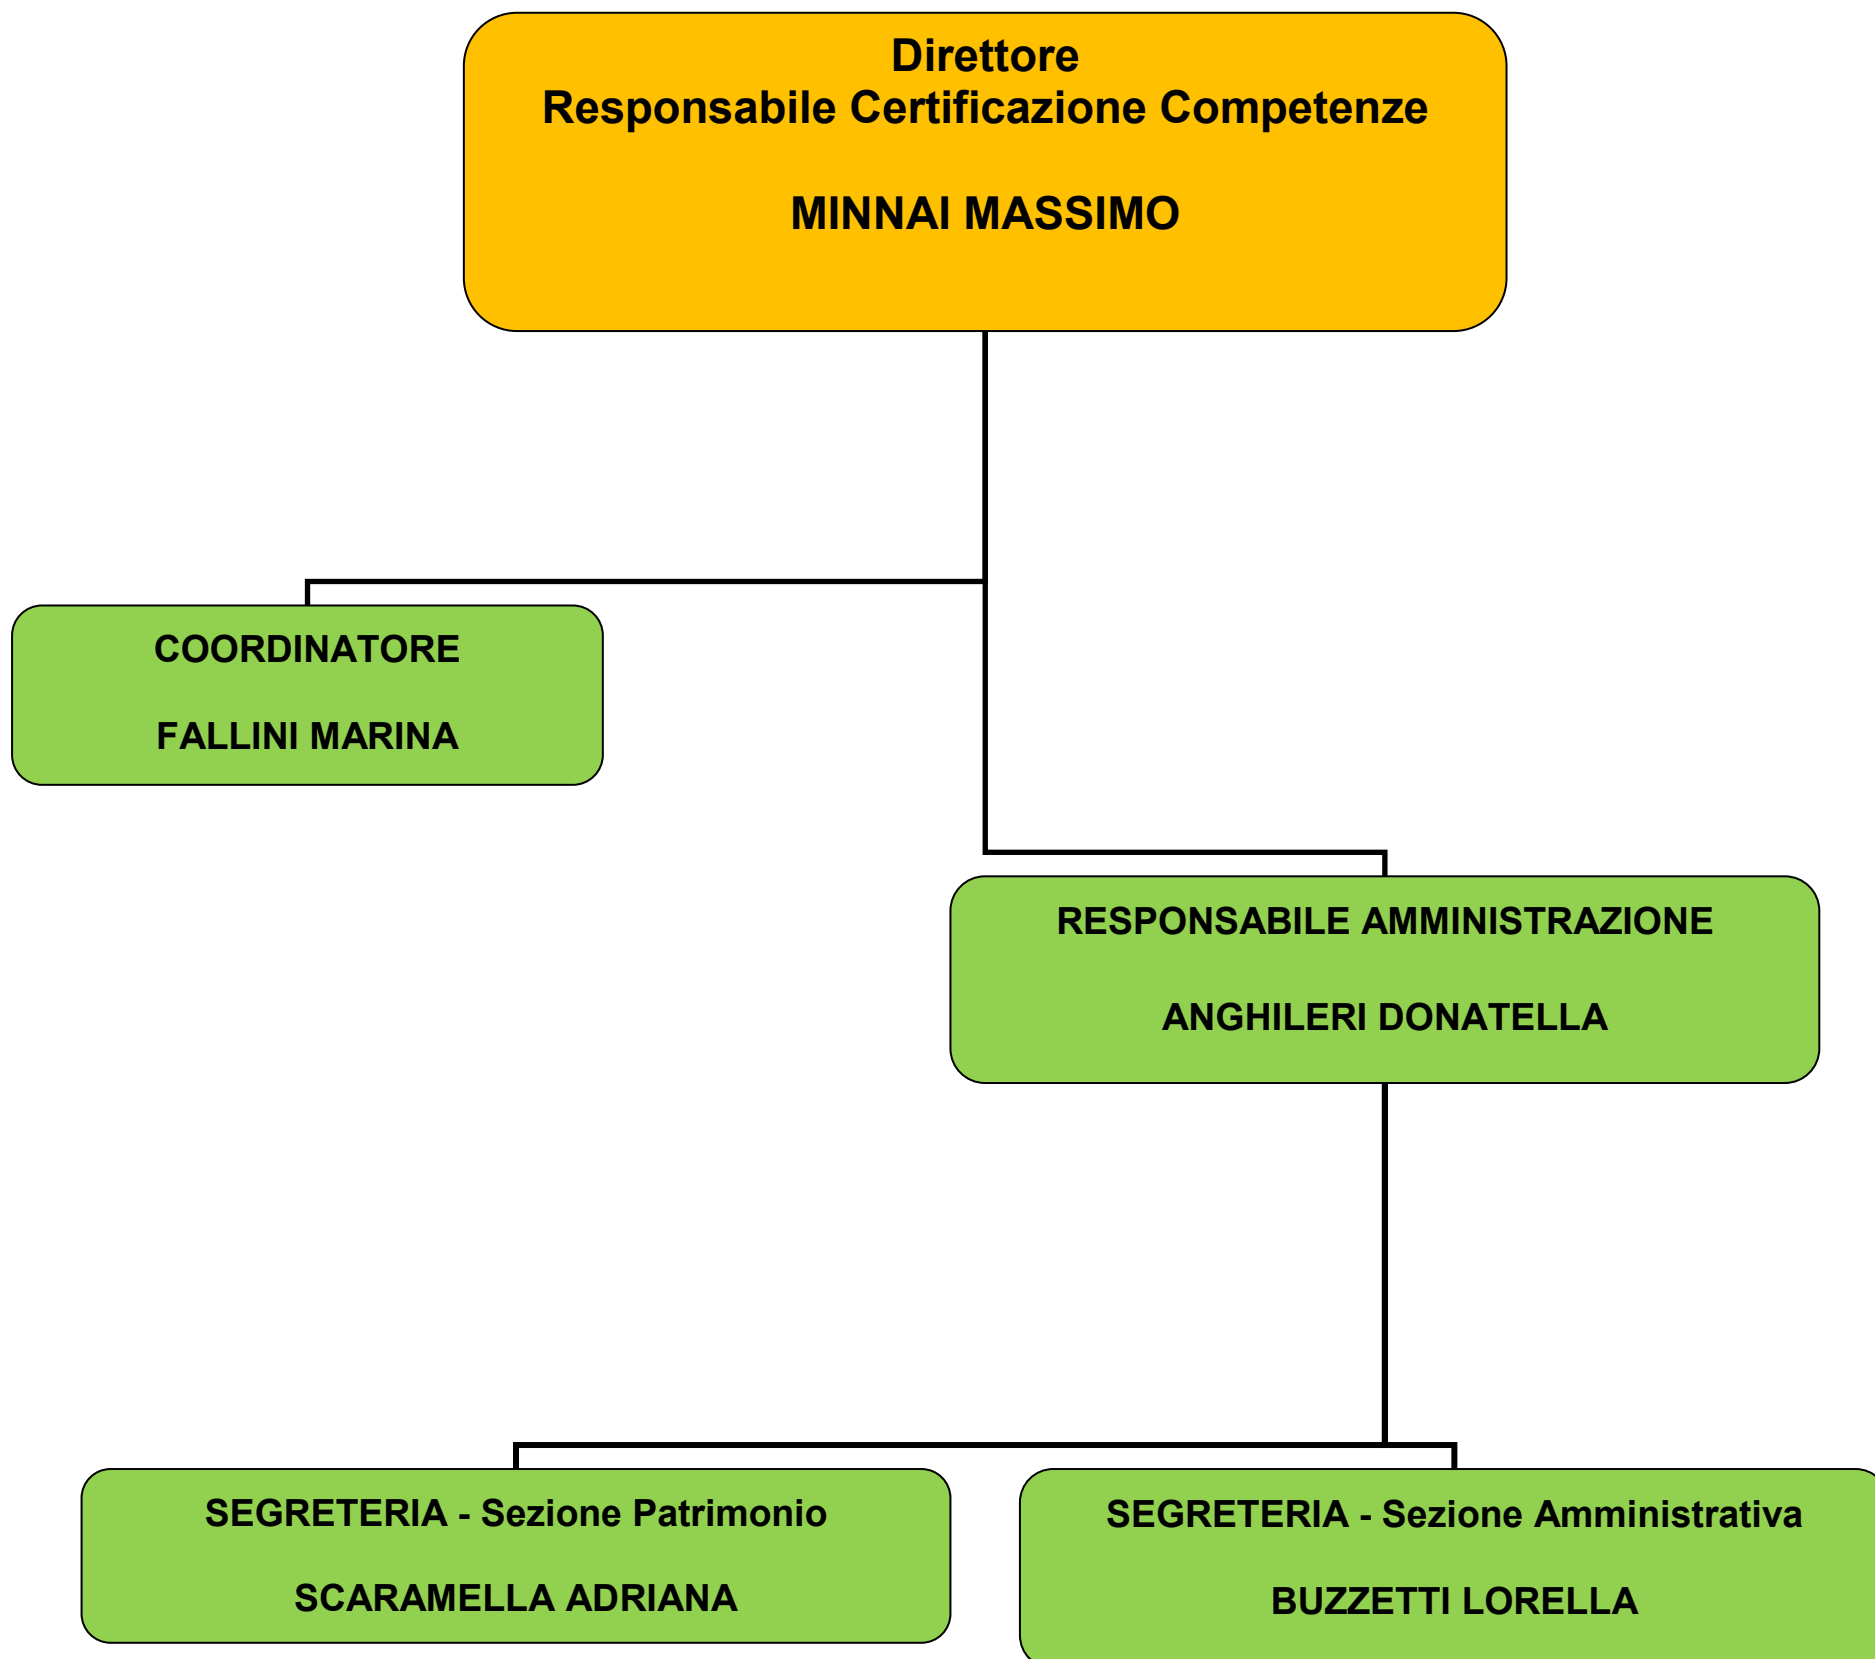 Direttore
Responsabile Certificazione Competenze
MINNAI MASSIMO
COORDINATORE
FALLINI MARINA
RESPONSABILE AMMINISTRAZIONE
ANGHILERI DONATELLA
SEGRETERIA - Sezione Patrimonio
SCARAMELLA ADRIANA
SEGRETERIA - Sezione Amministrativa
BUZZETTI LORELLA